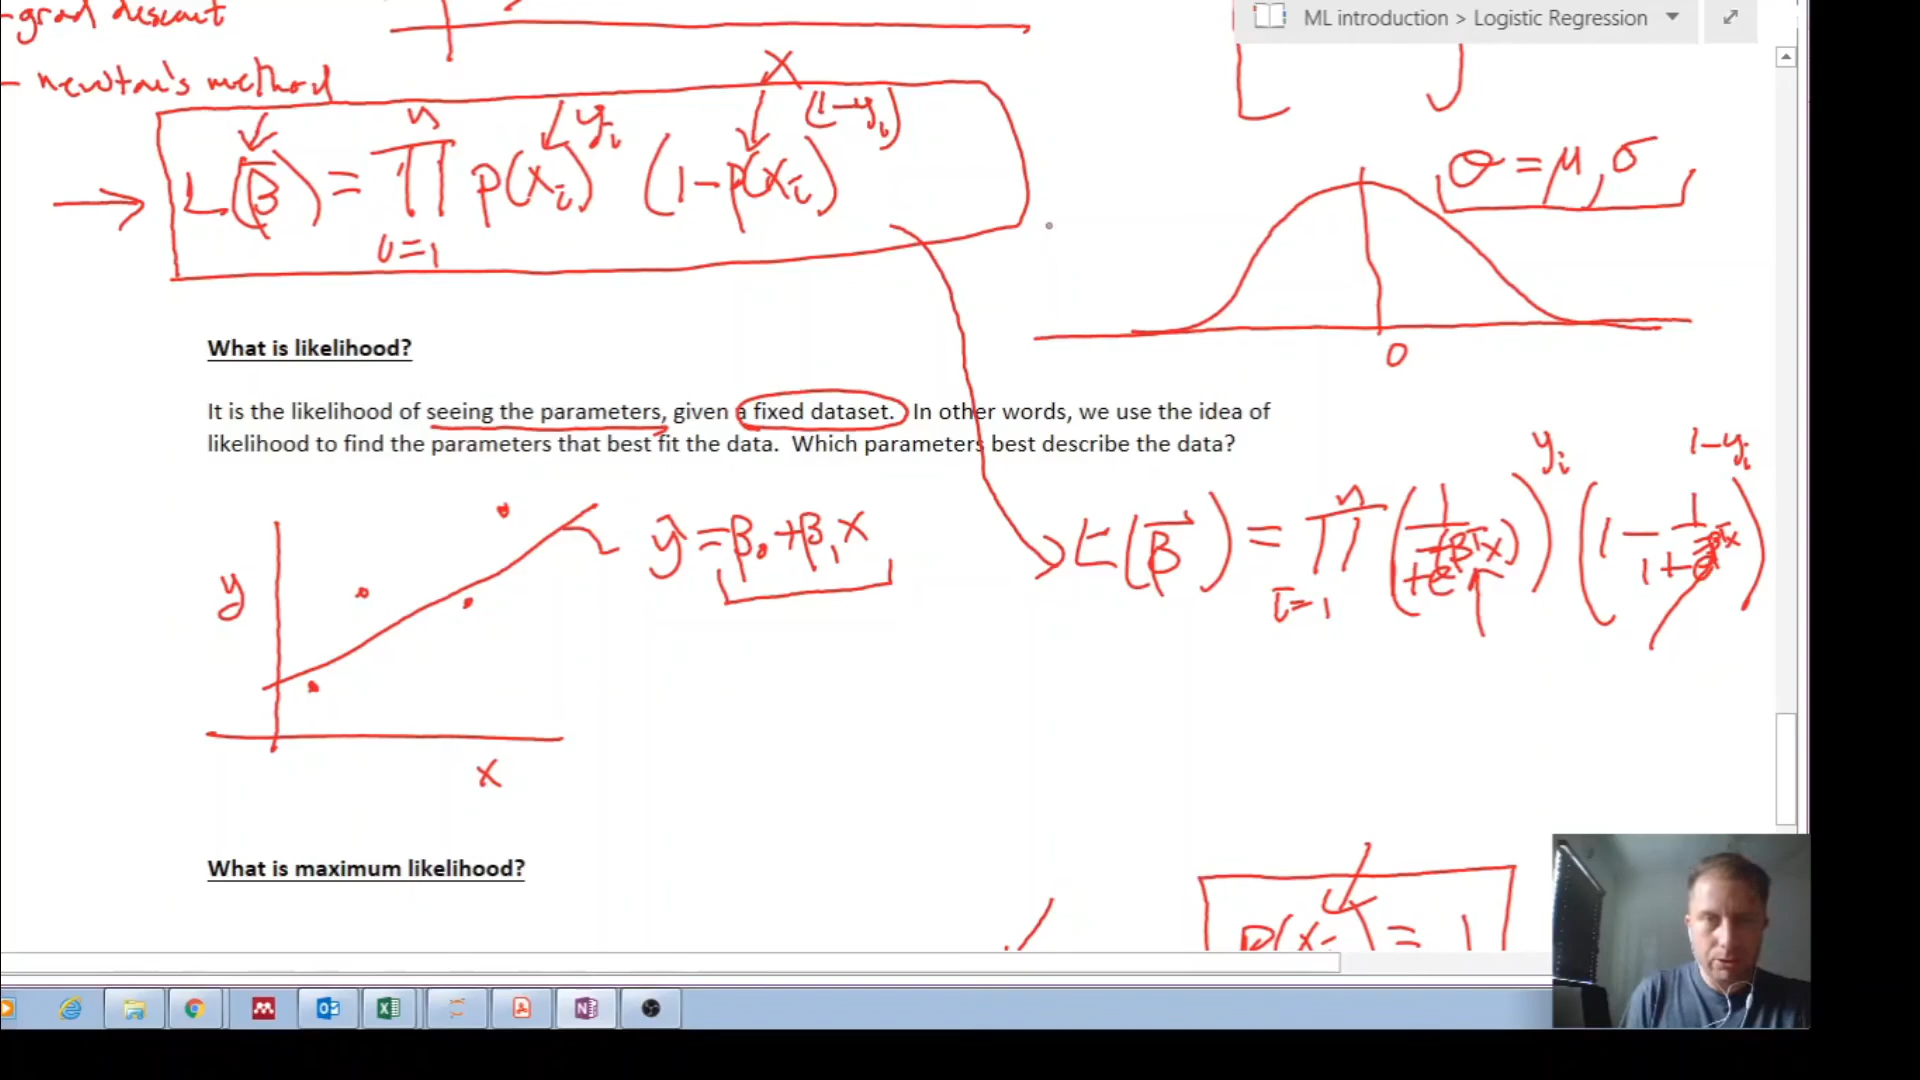 -grad descent
- newton's method
ML introduction > Logistic Regression
X
L(β) = ∏ p(xᵢ)^yᵢ (1-p(xᵢ))^(1-yᵢ)
n
i=1
θ = μ, σ
0
What is likelihood?
It is the likelihood of seeing the parameters, given a fixed dataset. In other words, we use the idea of
likelihood to find the parameters that best fit the data. Which parameters best describe the data?
y
x
ŷ = β₀ + β₁x
L(β) = ∏
n
i=1
yᵢ
1-yᵢ
What is maximum likelihood?